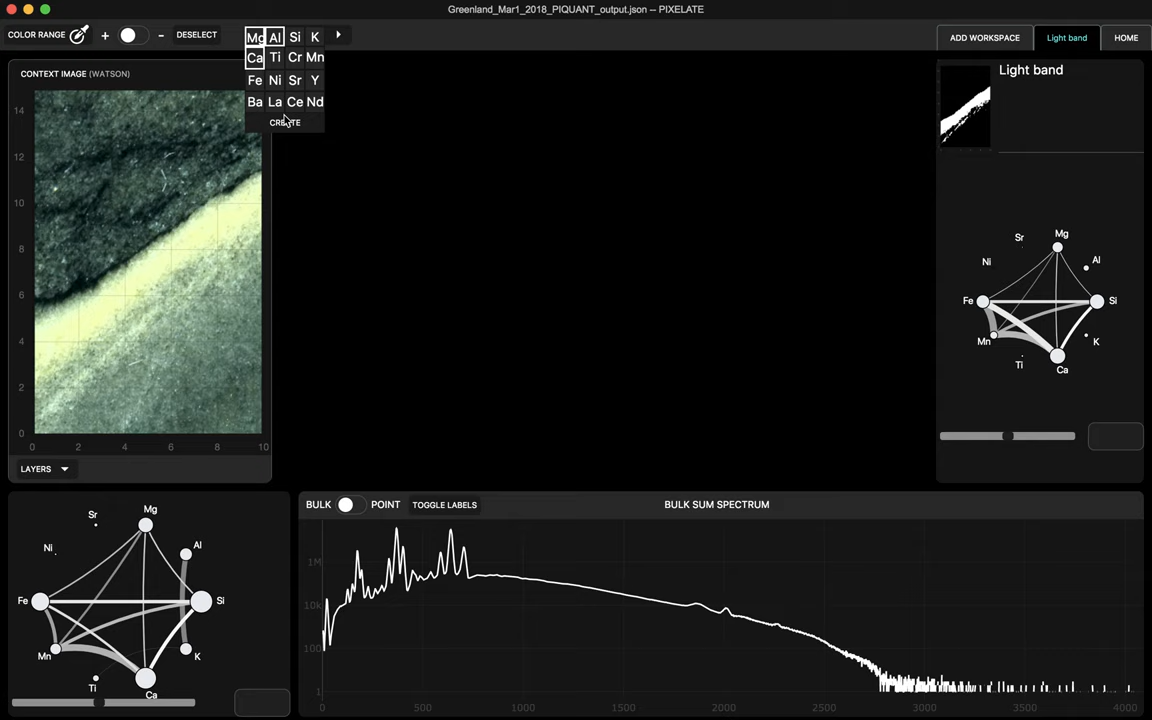 Greenland_Mar1_2018_PIQUANT_output.json -- PIXELATE
COLOR RANGE + - DESELECT
Mg Al Si K
Ca Ti Cr Mn
Fe Ni Sr Y
Ba La Ce Nd
CREATE
ADD WORKSPACE Light band HOME
CONTEXT IMAGE (WATSON)
14
12
10
8
6
4
2
0
0 2 4 6 8 10
LAYERS
Light band
Sr Mg
Ni Al
Fe Si
Mn K
Ti Ca
Sr Mg
Ni Al
Fe Si
Mn K
Ti Ca
BULK POINT TOGGLE LABELS BULK SUM SPECTRUM
1M
10k
100
1
0 500 1000 1500 2000 2500 3000 3500 4000